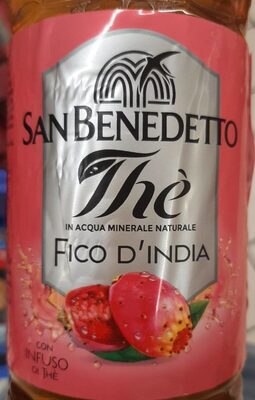 SAN BENEDETTO
Thè
IN ACQUA MINERALE NATURALE
FICO D'INDIA
CON
INFUSO
DI THÈ